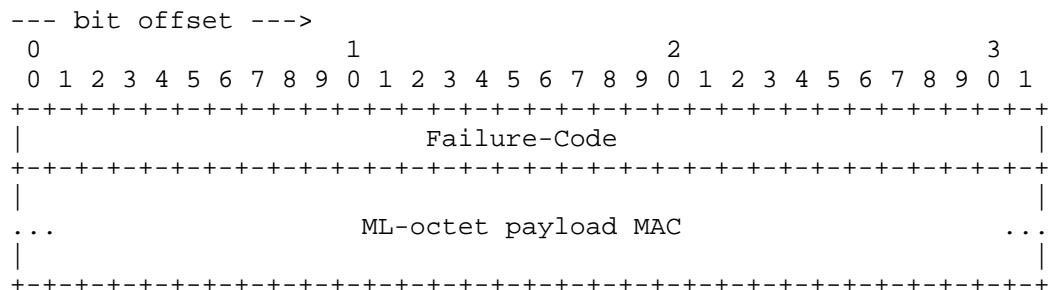 --- bit offset --->
 0                   1                   2                   3
 0 1 2 3 4 5 6 7 8 9 0 1 2 3 4 5 6 7 8 9 0 1 2 3 4 5 6 7 8 9 0 1
+-+-+-+-+-+-+-+-+-+-+-+-+-+-+-+-+-+-+-+-+-+-+-+-+-+-+-+-+-+-+-+-+
|                         Failure-Code                          |
+-+-+-+-+-+-+-+-+-+-+-+-+-+-+-+-+-+-+-+-+-+-+-+-+-+-+-+-+-+-+-+-+
|                                                               |
...                   ML-octet payload MAC                    ...
|                                                               |
+-+-+-+-+-+-+-+-+-+-+-+-+-+-+-+-+-+-+-+-+-+-+-+-+-+-+-+-+-+-+-+-+